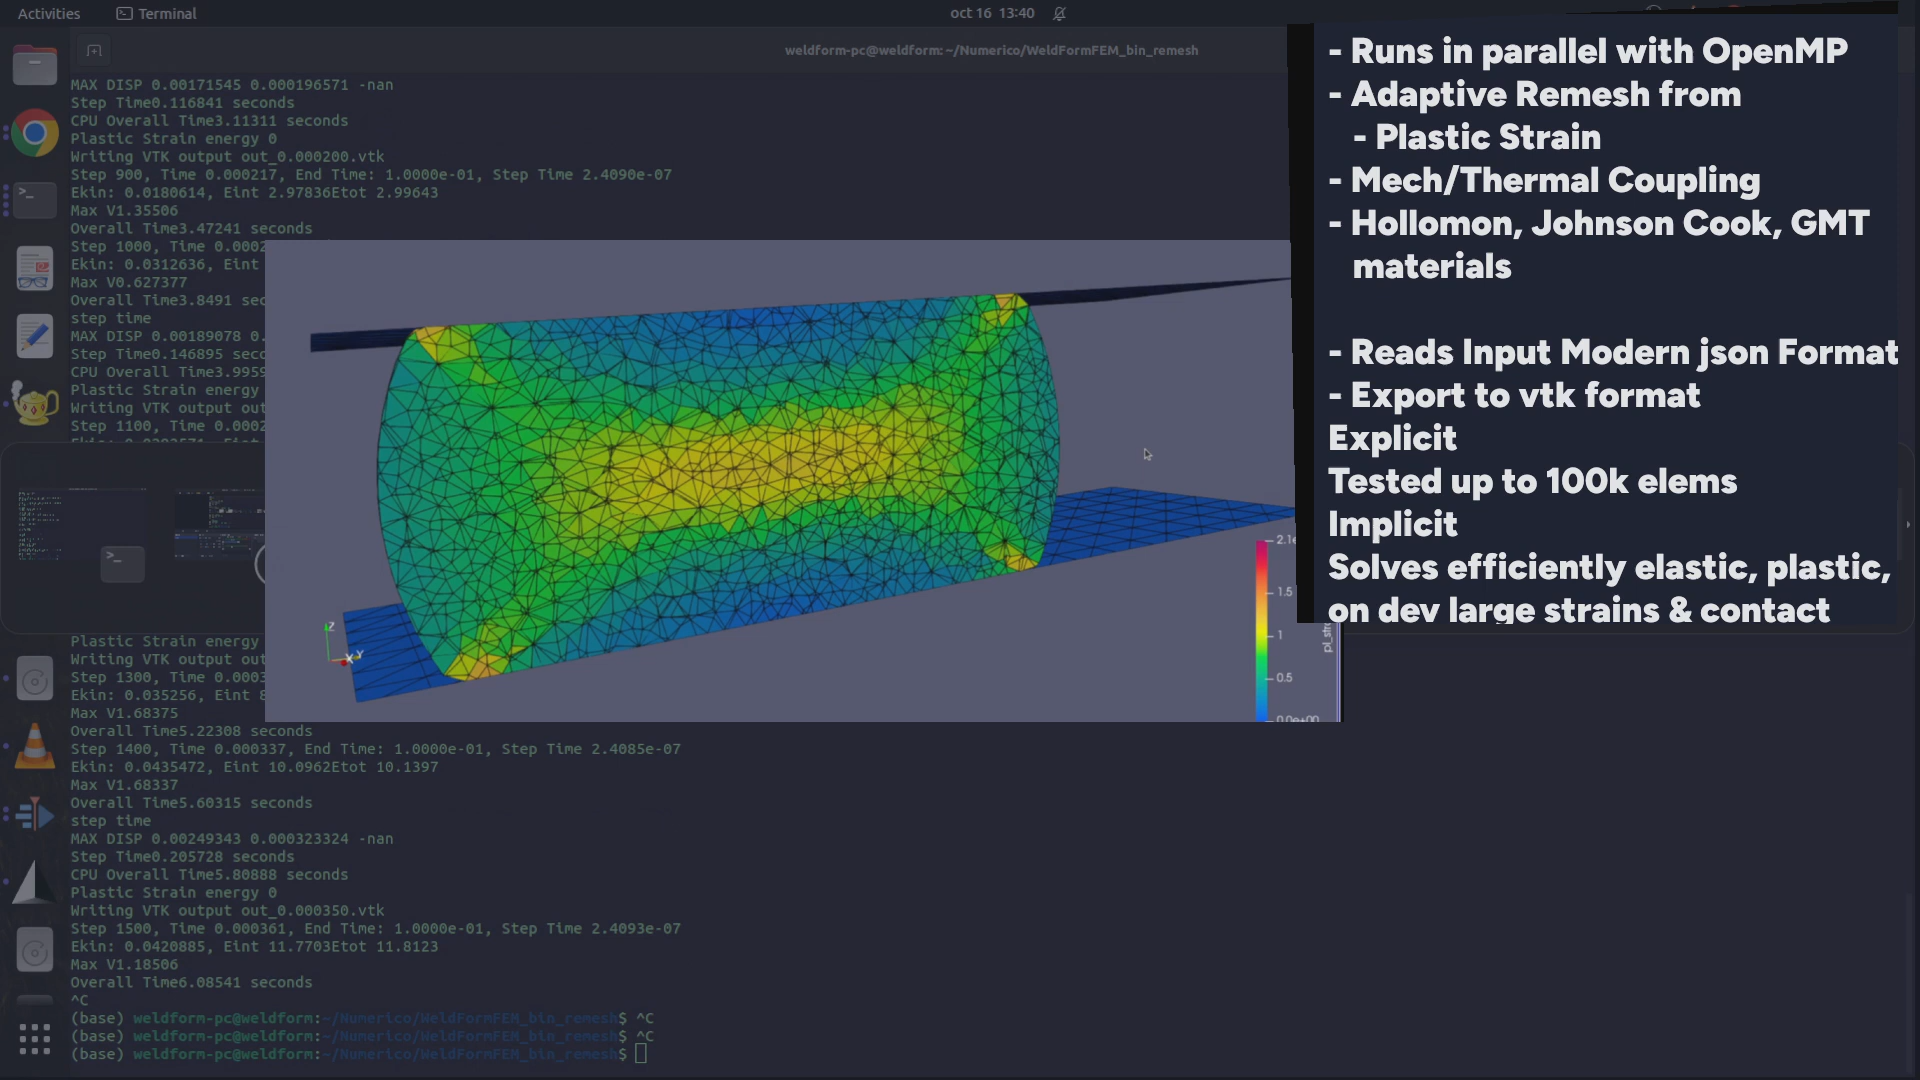 Activities
Terminal
oct 16 13:40
weldform-pc@weldform: ~/Numerico/WeldFormFEM_bin_remesh
MAX DISP 0.00171545 0.000196571 -nan
Step Time0.116841 seconds
CPU Overall Time3.11311 seconds
Plastic Strain energy 0
Writing VTK output out_0.000200.vtk
Step 900, Time 0.000217, End Time: 1.0000e-01, Step Time 2.4090e-07
Ekin: 0.0180614, Eint 2.97836Etot 2.99643
Max V1.35506
Overall Time3.47241 seconds
Step 1000, Time 0.0002
Ekin: 0.0312636, Eint
Max V0.627377
Overall Time3.8491 seco
step time
MAX DISP 0.00189078 0.0
Step Time0.146895 secon
CPU Overall Time3.9959
Plastic Strain energy
Writing VTK output out
Step 1100, Time 0.0002
Plastic Strain energy
Writing VTK output out
Step 1300, Time 0.0003
Ekin: 0.035256, Eint 8
Max V1.68375
Overall Time5.22308 seconds
Step 1400, Time 0.000337, End Time: 1.0000e-01, Step Time 2.4085e-07
Ekin: 0.0435472, Eint 10.0962Etot 10.1397
Max V1.68337
Overall Time5.60315 seconds
step time
MAX DISP 0.00249343 0.000323324 -nan
Step Time0.205728 seconds
CPU Overall Time5.80888 seconds
Plastic Strain energy 0
Writing VTK output out_0.000350.vtk
Step 1500, Time 0.000361, End Time: 1.0000e-01, Step Time 2.4093e-07
Ekin: 0.0420885, Eint 11.7703Etot 11.8123
Max V1.18506
Overall Time6.08541 seconds
^C
(base) weldform-pc@weldform:~/Numerico/WeldFormFEM_bin_remesh$ ^C
(base) weldform-pc@weldform:~/Numerico/WeldFormFEM_bin_remesh$ ^C
(base) weldform-pc@weldform:~/Numerico/WeldFormFEM_bin_remesh$
Z
X Y
1.5
1
0.5
0.0e+00
- Runs in parallel with OpenMP
- Adaptive Remesh from
- Plastic Strain
- Mech/Thermal Coupling
- Hollomon, Johnson Cook, GMT
materials
- Reads Input Modern json Format
- Export to vtk format
Explicit
Tested up to 100k elems
Implicit
Solves efficiently elastic, plastic,
on dev large strains & contact